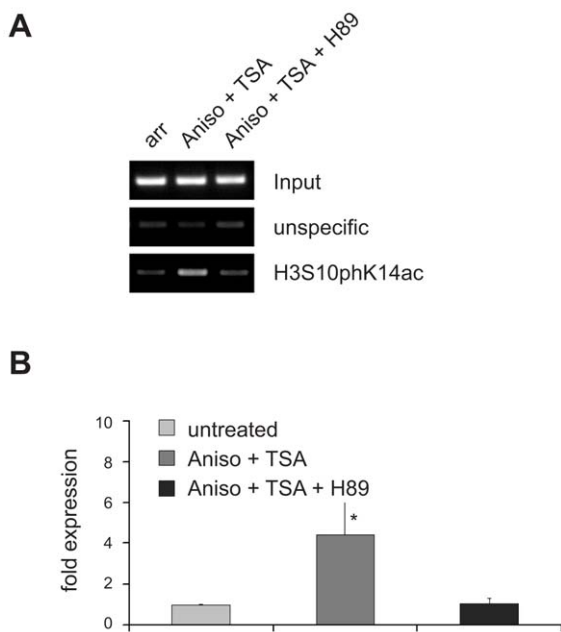 A
arr
Aniso + TSA
Aniso + TSA + H89
Input
unspecific
H3S10phK14ac
B
fold expression
10
8
6
4
2
0
untreated
Aniso + TSA
Aniso + TSA + H89
*